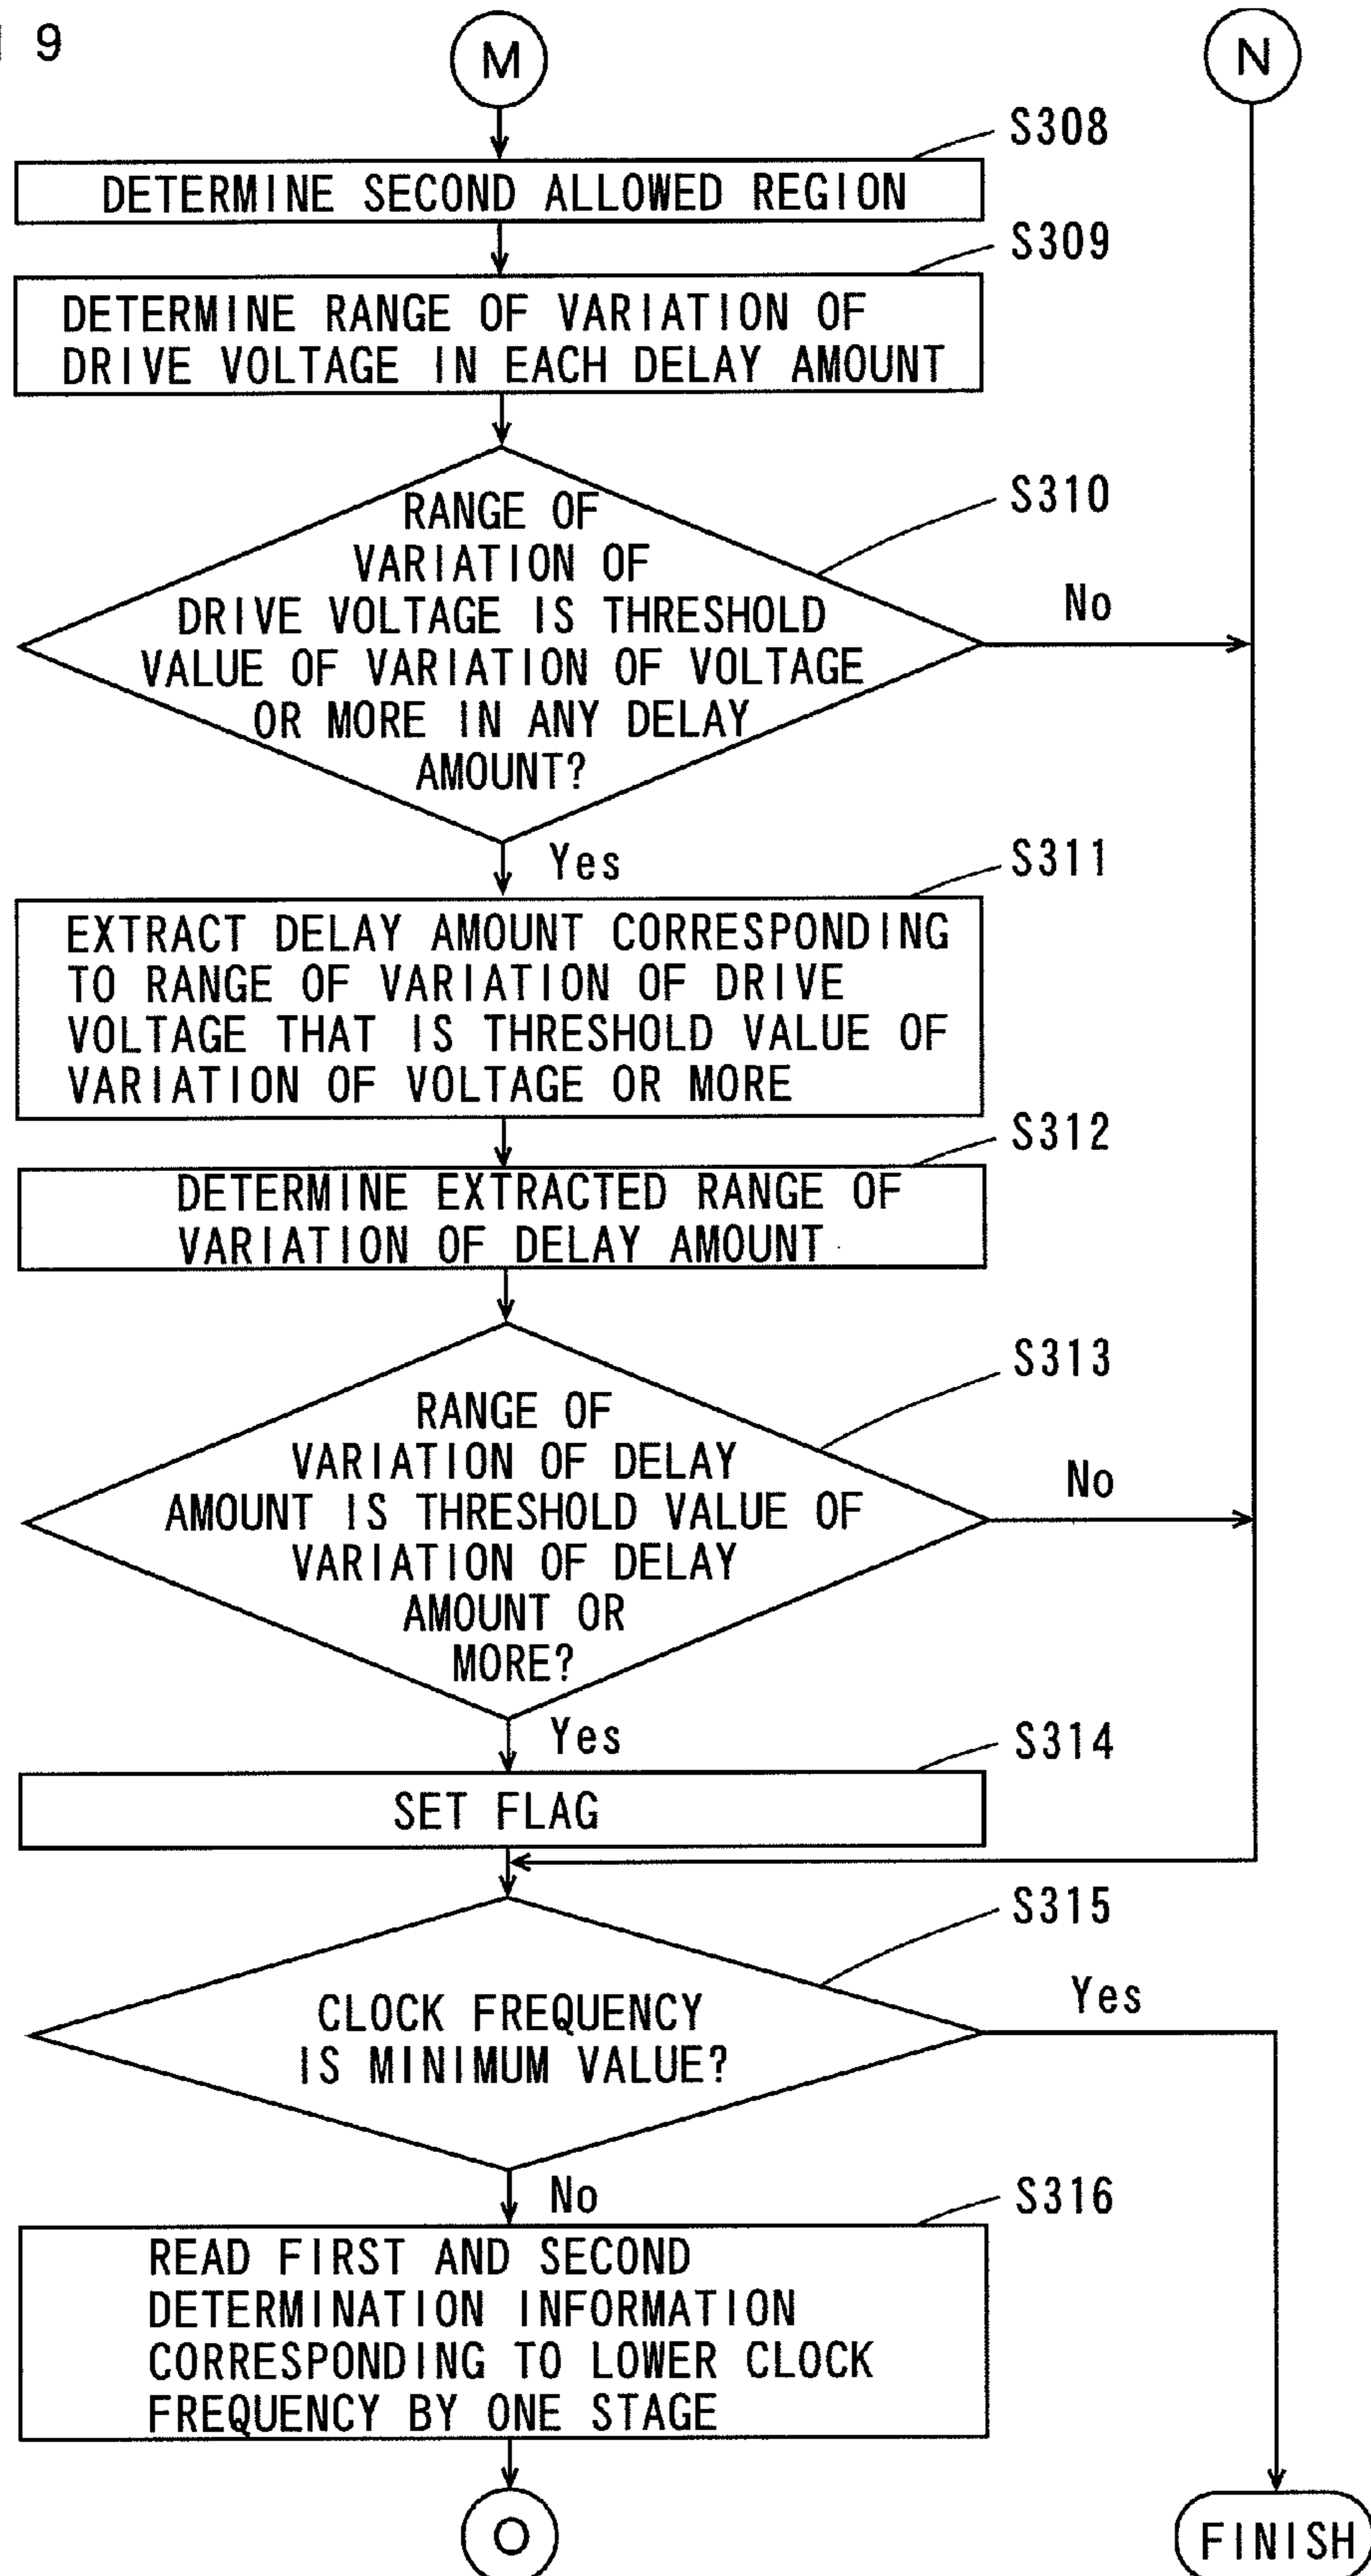 9
M
N
S308
DETERMINE SECOND ALLOWED REGION
S309
DETERMINE RANGE OF VARIATION OF
DRIVE VOLTAGE IN EACH DELAY AMOUNT
S310
RANGE OF
VARIATION OF
DRIVE VOLTAGE IS THRESHOLD
VALUE OF VARIATION OF VOLTAGE
OR MORE IN ANY DELAY
AMOUNT?
No
Yes
S311
EXTRACT DELAY AMOUNT CORRESPONDING
TO RANGE OF VARIATION OF DRIVE
VOLTAGE THAT IS THRESHOLD VALUE OF
VARIATION OF VOLTAGE OR MORE
S312
DETERMINE EXTRACTED RANGE OF
VARIATION OF DELAY AMOUNT
S313
RANGE OF
VARIATION OF DELAY
AMOUNT IS THRESHOLD VALUE OF
VARIATION OF DELAY
AMOUNT OR
MORE?
No
Yes
S314
SET FLAG
S315
CLOCK FREQUENCY
IS MINIMUM VALUE?
Yes
No
S316
READ FIRST AND SECOND
DETERMINATION INFORMATION
CORRESPONDING TO LOWER CLOCK
FREQUENCY BY ONE STAGE
O
FINISH